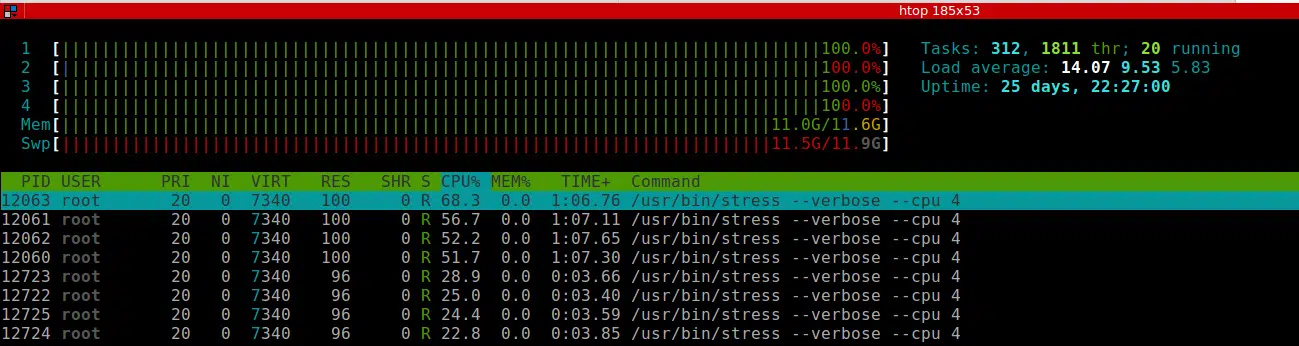 htop 185x53
1 [||||||||||||||||||||||||||||||||||||||||||||||||||||||||||||||||||||||||||||100.0%]
2 [||||||||||||||||||||||||||||||||||||||||||||||||||||||||||||||||||||||||||||100.0%]
3 [||||||||||||||||||||||||||||||||||||||||||||||||||||||||||||||||||||||||||||100.0%]
4 [||||||||||||||||||||||||||||||||||||||||||||||||||||||||||||||||||||||||||||100.0%]
Mem[|||||||||||||||||||||||||||||||||||||||||||||||||||||||||||||||||||||||11.0G/11.6G]
Swp[|||||||||||||||||||||||||||||||||||||||||||||||||||||||||||||||||||||||11.5G/11.9G]
Tasks: 312, 1811 thr; 20 running
Load average: 14.07 9.53 5.83
Uptime: 25 days, 22:27:00
PID USER PRI NI VIRT RES SHR S CPU% MEM% TIME+ Command
12063 root 20 0 7340 100 0 R 68.3 0.0 1:06.76 /usr/bin/stress --verbose --cpu 4
12061 root 20 0 7340 100 0 R 56.7 0.0 1:07.11 /usr/bin/stress --verbose --cpu 4
12062 root 20 0 7340 100 0 R 52.2 0.0 1:07.65 /usr/bin/stress --verbose --cpu 4
12060 root 20 0 7340 100 0 R 51.7 0.0 1:07.30 /usr/bin/stress --verbose --cpu 4
12723 root 20 0 7340 96 0 R 28.9 0.0 0:03.66 /usr/bin/stress --verbose --cpu 4
12722 root 20 0 7340 96 0 R 25.0 0.0 0:03.40 /usr/bin/stress --verbose --cpu 4
12725 root 20 0 7340 96 0 R 24.4 0.0 0:03.59 /usr/bin/stress --verbose --cpu 4
12724 root 20 0 7340 96 0 R 22.8 0.0 0:03.85 /usr/bin/stress --verbose --cpu 4